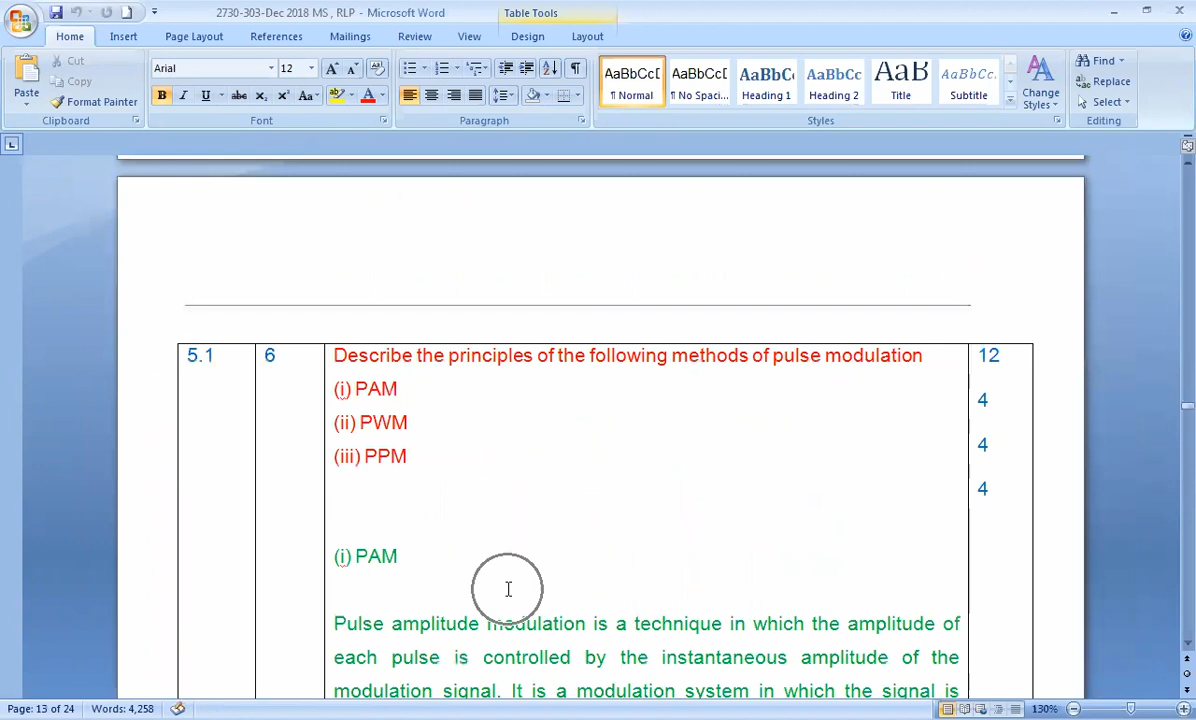 2730-303-Dec 2018 MS , RLP - Microsoft Word
Table Tools
Home Insert Page Layout References Mailings Review View Design Layout
Paste
Cut
Copy
Format Painter
Clipboard
Arial 12
Font
Paragraph
AaBbCcD AaBbCcD AaBbCc AaBbCc AaB AaBbCc.
¶ Normal ¶ No Spaci... Heading 1 Heading 2 Title Subtitle
Change Styles
Styles
Find
Replace
Select
Editing
5.1 6 Describe the principles of the following methods of pulse modulation 12
(i) PAM 4
(ii) PWM 4
(iii) PPM 4
(i) PAM
Pulse amplitude modulation is a technique in which the amplitude of
each pulse is controlled by the instantaneous amplitude of the
modulation signal. It is a modulation system in which the signal is
Page: 13 of 24 Words: 4,258 130%